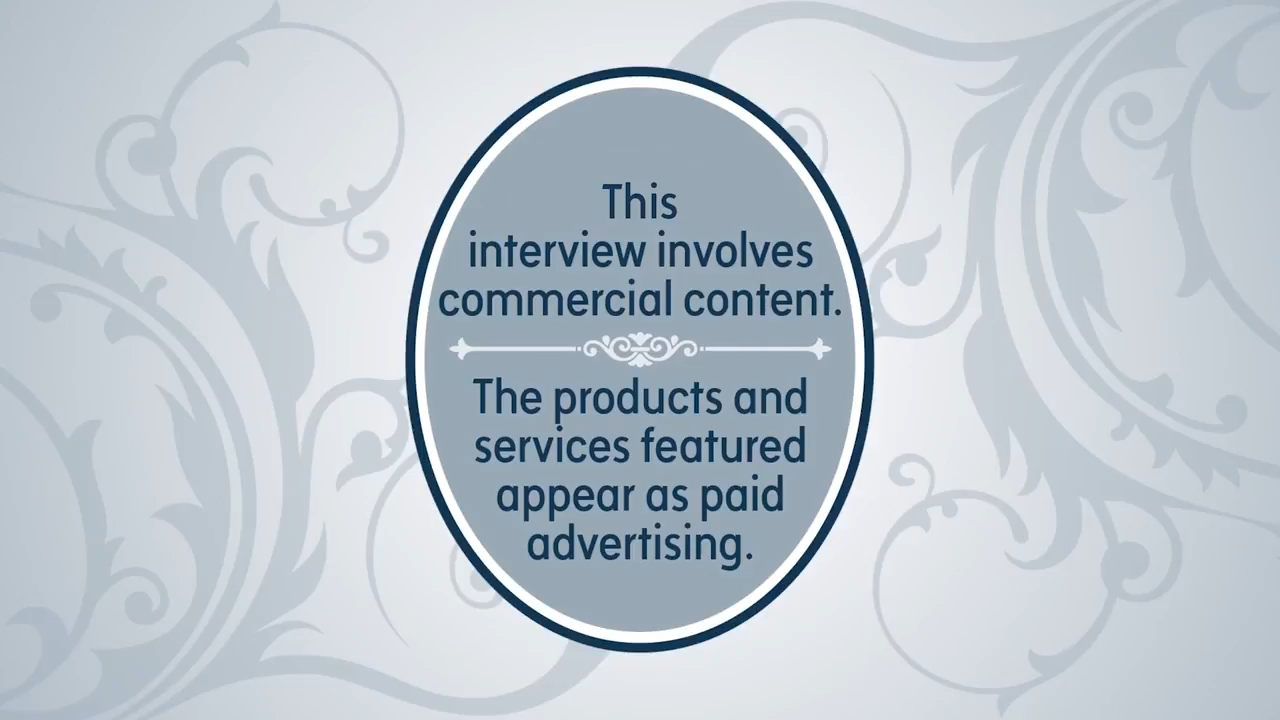 This
interview involves
commercial content.
The products and
services featured
appear as paid
advertising.